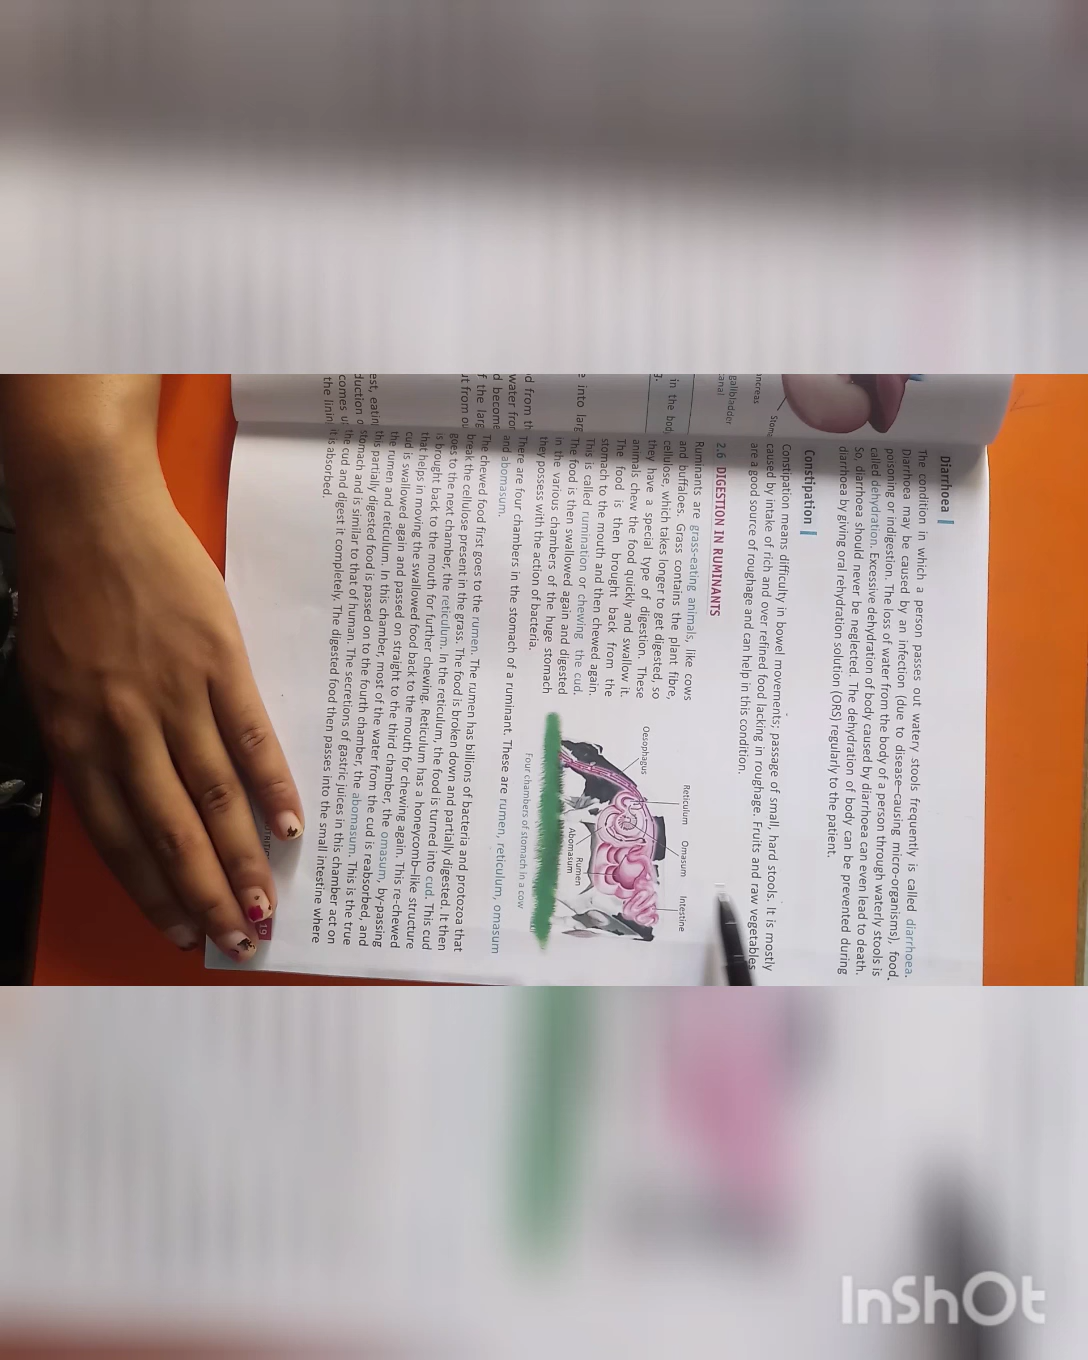 Diarrhoea
The condition in which a person passes out watery stools frequently is called diarrhoea.
Diarrhoea may be caused by an infection (due to disease–causing micro-organisms), food
poisoning or indigestion. The loss of water from the body of a person through waterly stools is
called dehydration. Excessive dehydration of body caused by diarrhoea can even lead to death.
So, diarrhoea should never be neglected. The dehydration of body can be prevented during
diarrhoea by giving oral rehydration solution (ORS) regularly to the patient.
Constipation
Constipation means difficulty in bowel movements; passage of small, hard stools. It is mostly
caused by intake of rich and over refined food lacking in roughage. Fruits and raw vegetables
are a good source of roughage and can help in this condition.
2.6 DIGESTION IN RUMINANTS
Ruminants are grass-eating animals, like cows
and buffaloes. Grass contains the plant fibre,
cellulose, which takes longer to get digested, so
they have a special type of digestion. These
animals chew the food quickly and swallow it.
The food is then brought back from the
stomach to the mouth and then chewed again.
This is called rumination or chewing the cud.
The food is then swallowed again and digested
in the various chambers of the huge stomach
they possess with the action of bacteria.
Oesophagus
Reticulum
Omasum
Intestine
Abomasum
Rumen
Four chambers of stomach in a cow
There are four chambers in the stomach of a ruminant. These are rumen, reticulum, omasum
and abomasum.
The chewed food first goes to the rumen. The rumen has billions of bacteria and protozoa that
break the cellulose present in the grass. The food is broken down and partially digested. It then
goes to the next chamber, the reticulum. In the reticulum, the food is turned into cud. This cud
is brought back to the mouth for further chewing. Reticulum has a honeycomb–like structure
that helps in moving the swallowed food back to the mouth for chewing again. This re-chewed
cud is swallowed again and passed on straight to the third chamber, the omasum, by-passing
the rumen and reticulum. In this chamber, most of the water from the cud is reabsorbed, and
this partially digested food is passed on to the fourth chamber, the abomasum. This is the true
stomach and is similar to that of human. The secretions of gastric juices in this chamber act on
the cud and digest it completely. The digested food then passes into the small intestine where
it is absorbed.
19
gallbladder
in the
into
from
water
the
eating
comes
the
InShOt